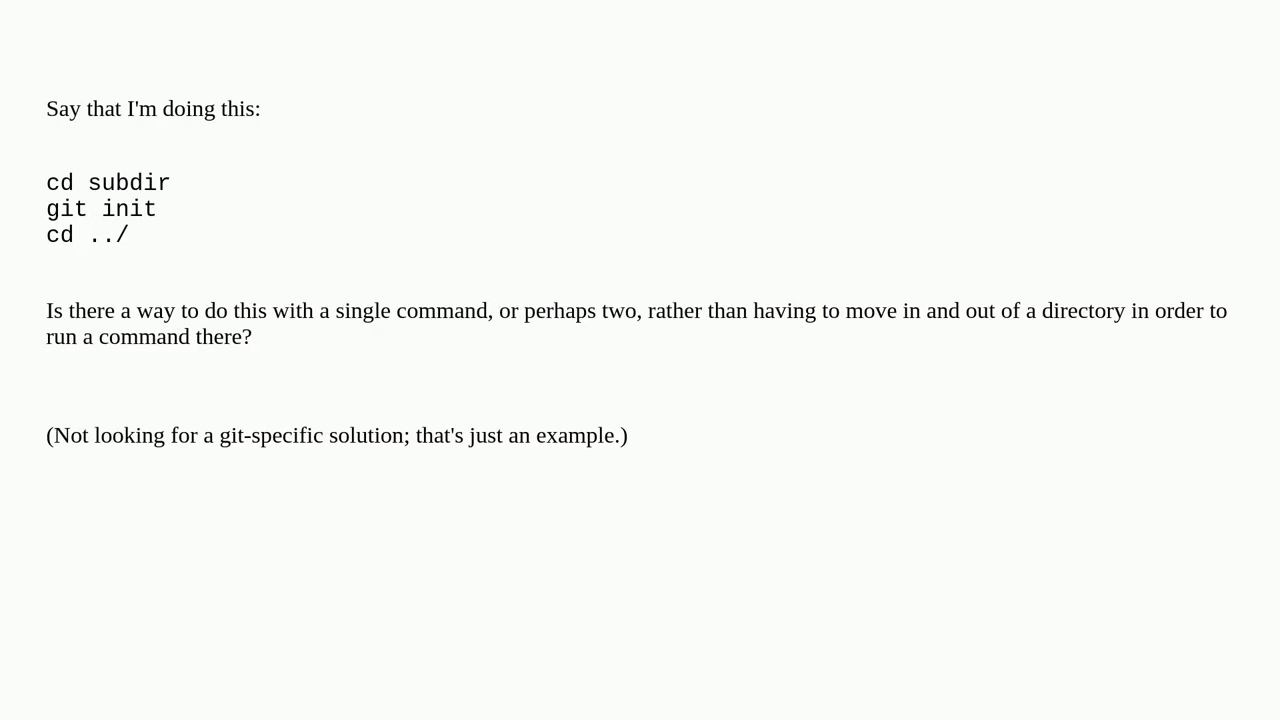 Say that I'm doing this:
cd subdir
git init
cd ../
Is there a way to do this with a single command, or perhaps two, rather than having to move in and out of a directory in order to
run a command there?
(Not looking for a git-specific solution; that's just an example.)